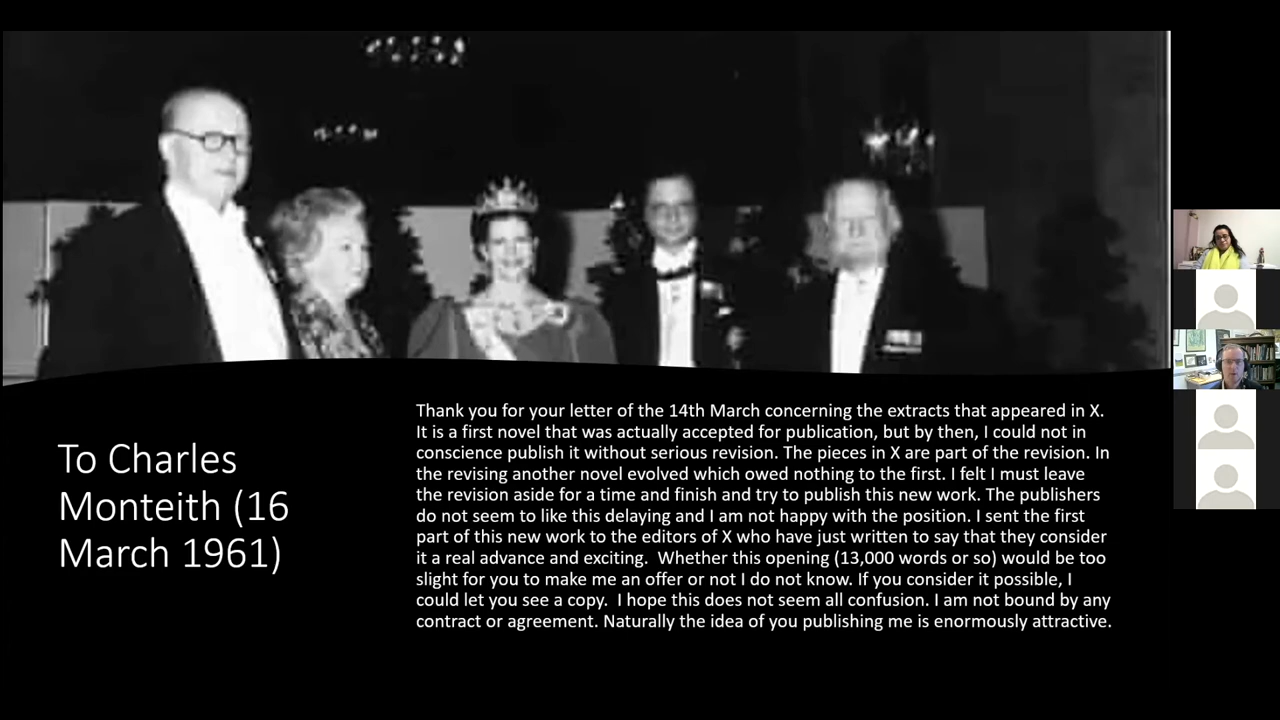 To Charles
Monteith (16
March 1961)
Thank you for your letter of the 14th March concerning the extracts that appeared in X.
It is a first novel that was actually accepted for publication, but by then, I could not in
conscience publish it without serious revision. The pieces in X are part of the revision. In
the revising another novel evolved which owed nothing to the first. I felt I must leave
the revision aside for a time and finish and try to publish this new work. The publishers
do not seem to like this delaying and I am not happy with the position. I sent the first
part of this new work to the editors of X who have just written to say that they consider
it a real advance and exciting.  Whether this opening (13,000 words or so) would be too
slight for you to make me an offer or not I do not know. If you consider it possible, I
could let you see a copy.  I hope this does not seem all confusion. I am not bound by any
contract or agreement. Naturally the idea of you publishing me is enormously attractive.